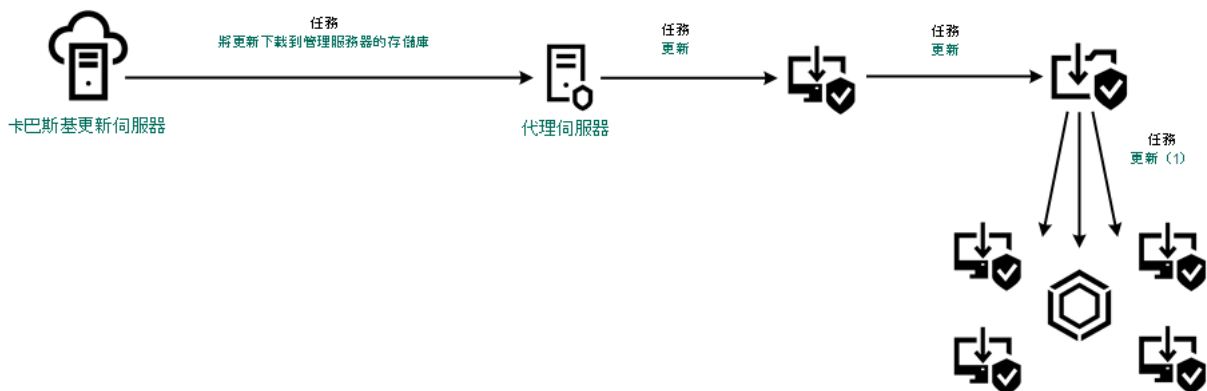 任務
將更新下載到管理服務器的存儲庫
任務
更新
任務
更新
卡巴斯基更新伺服器
代理伺服器
任務
更新（1）